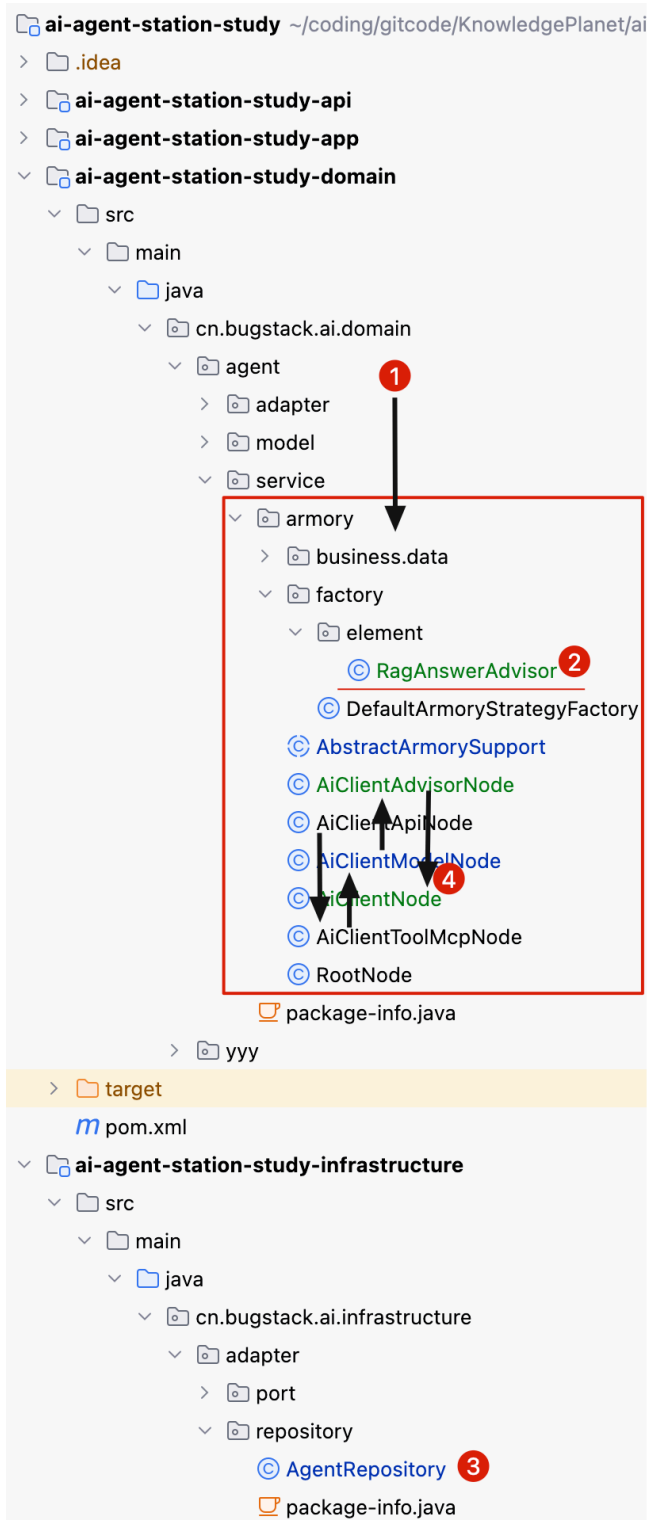 ai-agent-station-study ~/coding/gitcode/KnowledgePlanet/ai
.idea
ai-agent-station-study-api
ai-agent-station-study-app
ai-agent-station-study-domain
src
main
java
cn.bugstack.ai.domain
agent
1
adapter
model
service
armory
business.data
factory
element
RagAnswerAdvisor 2
DefaultArmoryStrategyFactory
AbstractArmorySupport
AiClientAdvisorNode
AiClientApiNode
AiClientModelNode
4
AiClientNode
AiClientToolMcpNode
RootNode
package-info.java
yyy
target
m pom.xml
ai-agent-station-study-infrastructure
src
main
java
cn.bugstack.ai.infrastructure
adapter
port
repository
AgentRepository 3
package-info.java